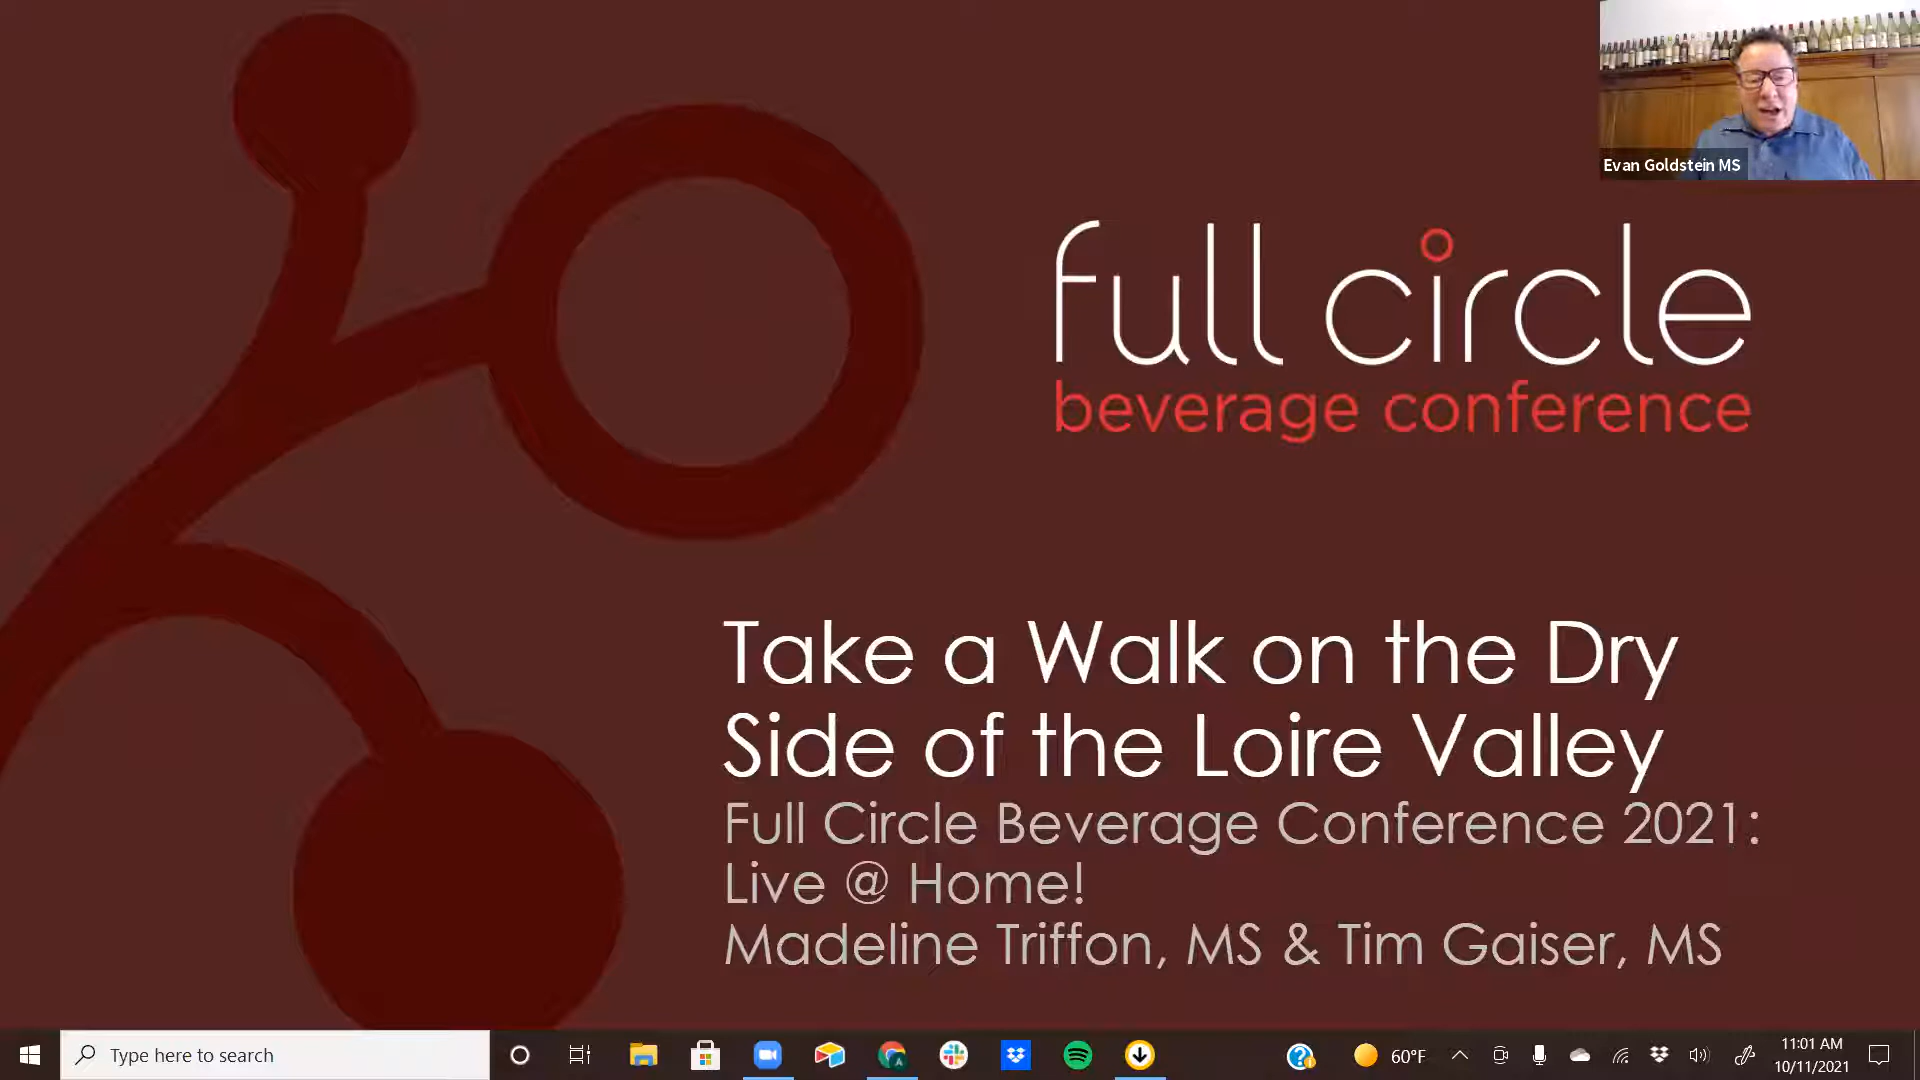 Evan Goldstein MS
full circle
beverage conference
Take a Walk on the Dry
Side of the Loire Valley
Full Circle Beverage Conference 2021:
Live @ Home!
Madeline Triffon, MS & Tim Gaiser, MS
Type here to search
60°F
11:01 AM
10/11/2021